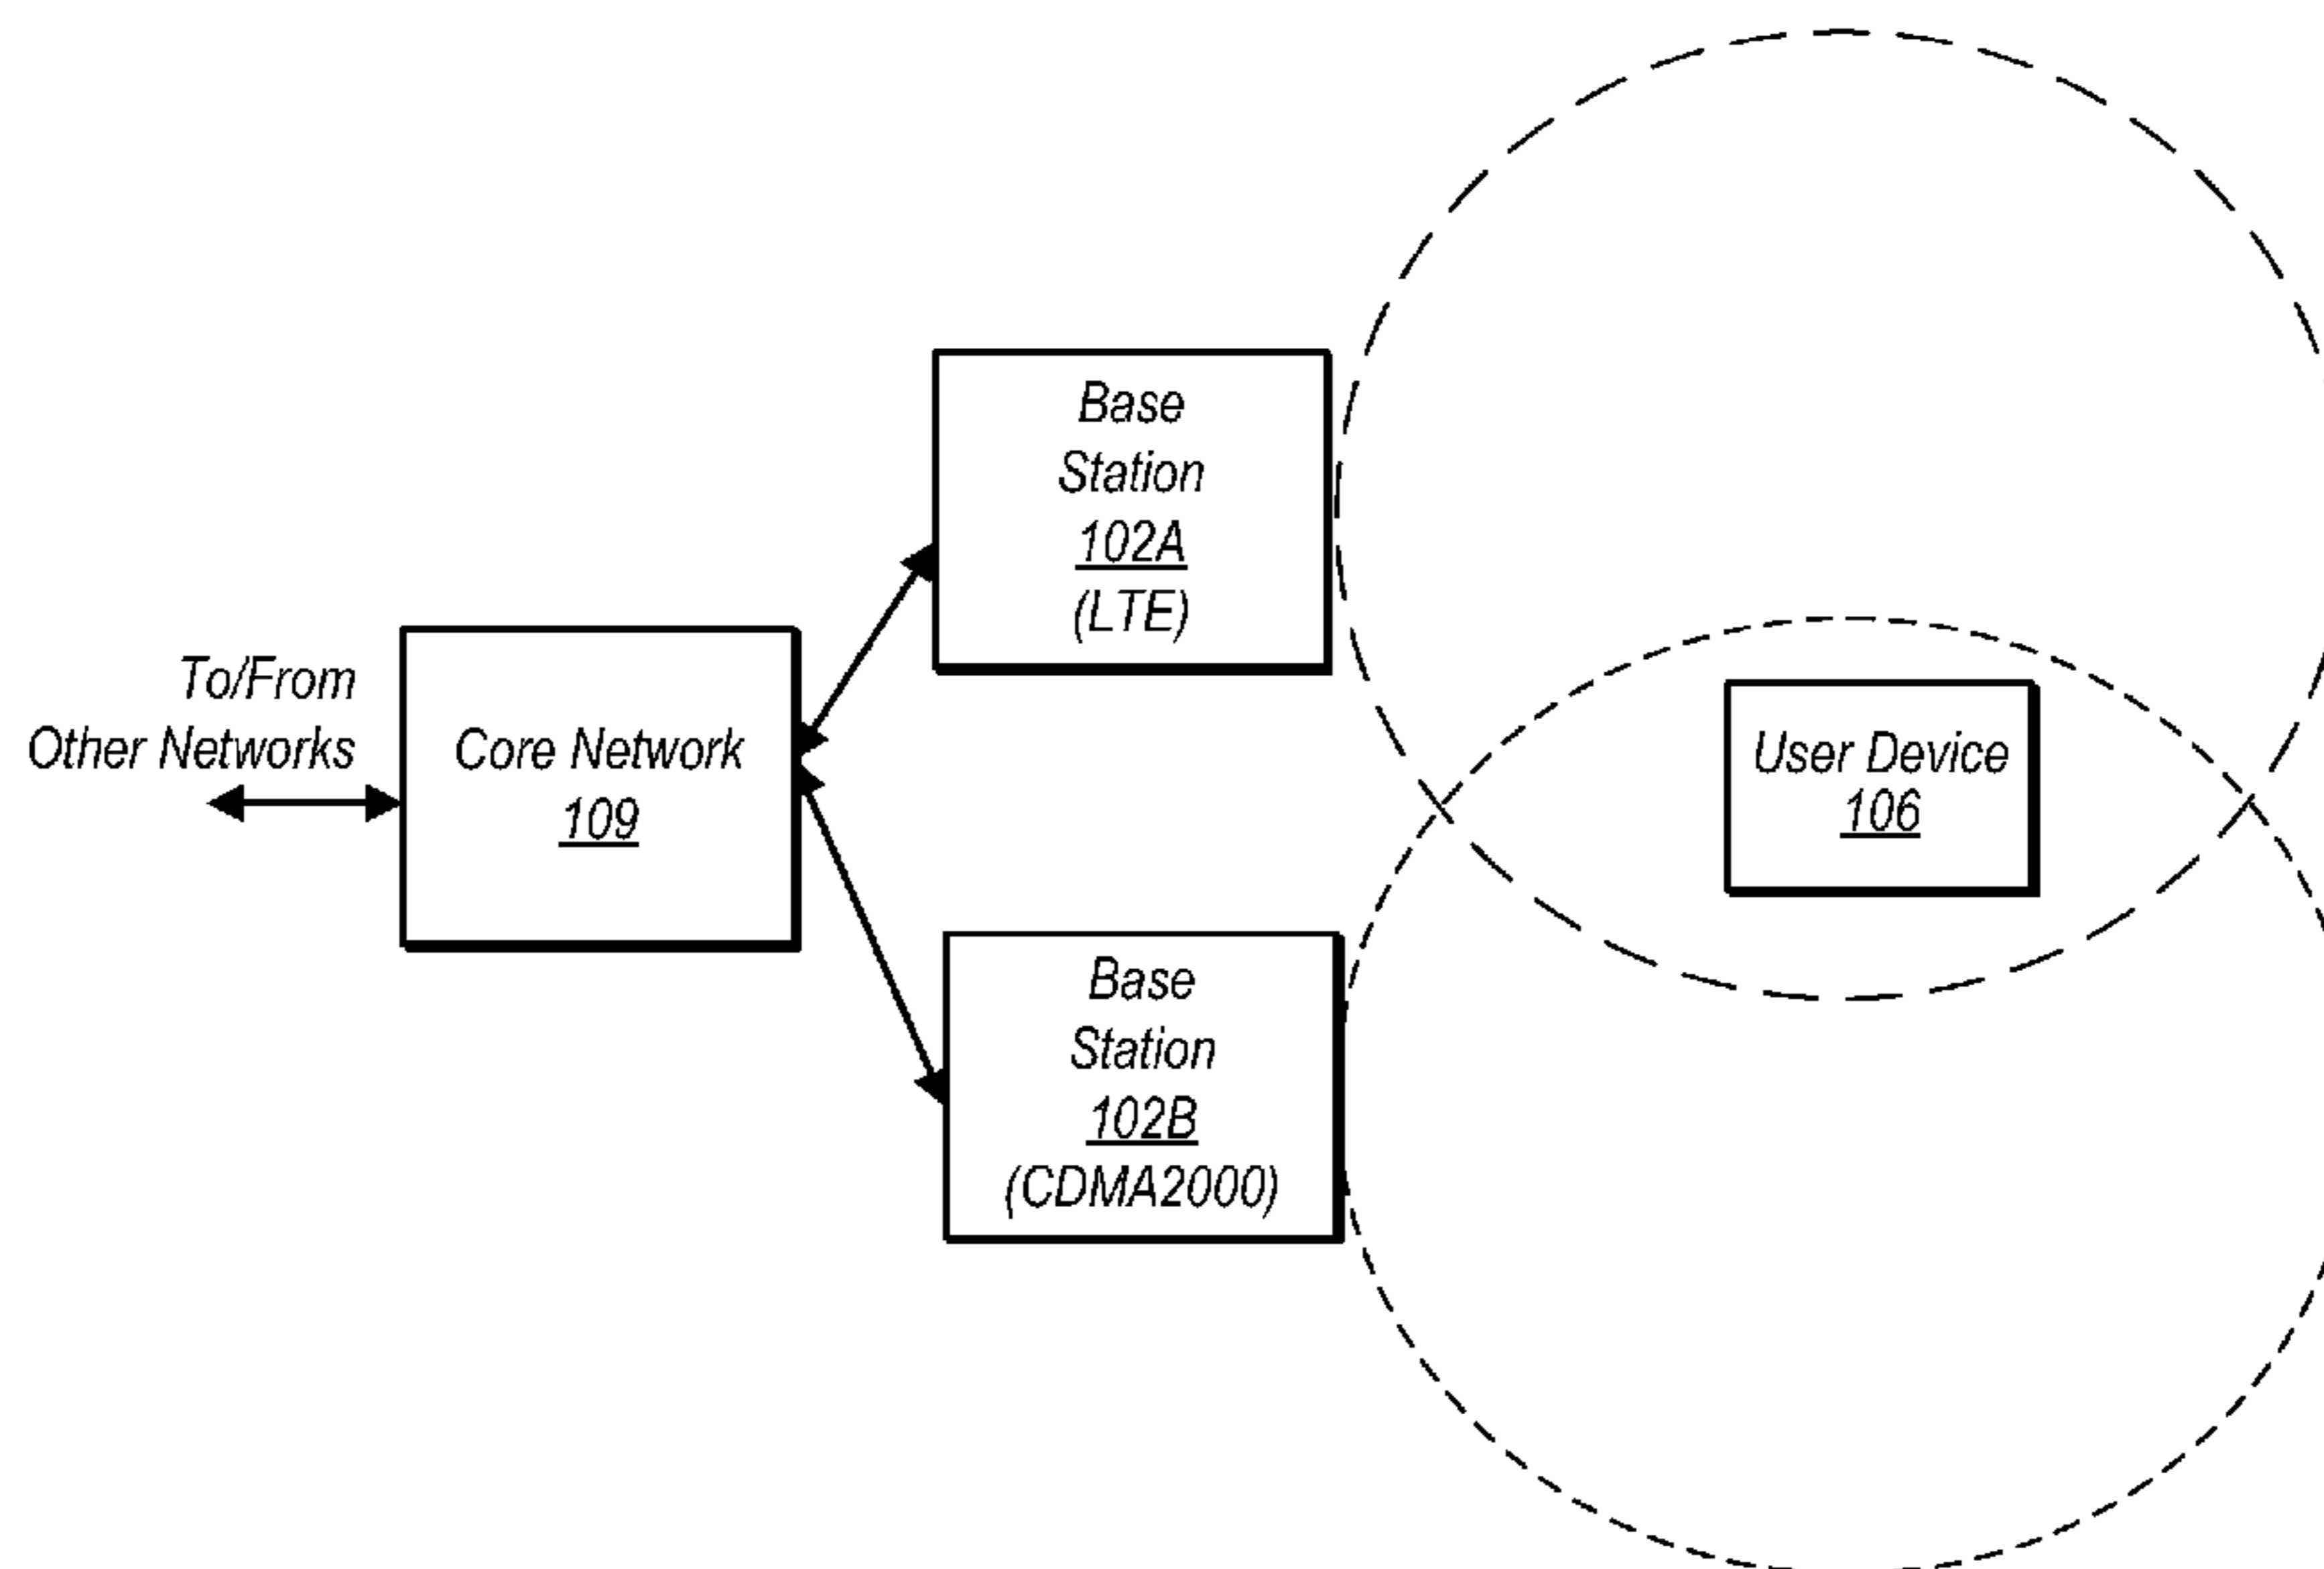 Base
Station
102A
(LTE)
To/From
Other Networks
Core Network
109
User Device
106
Base
Station
102B
(CDMA2000)